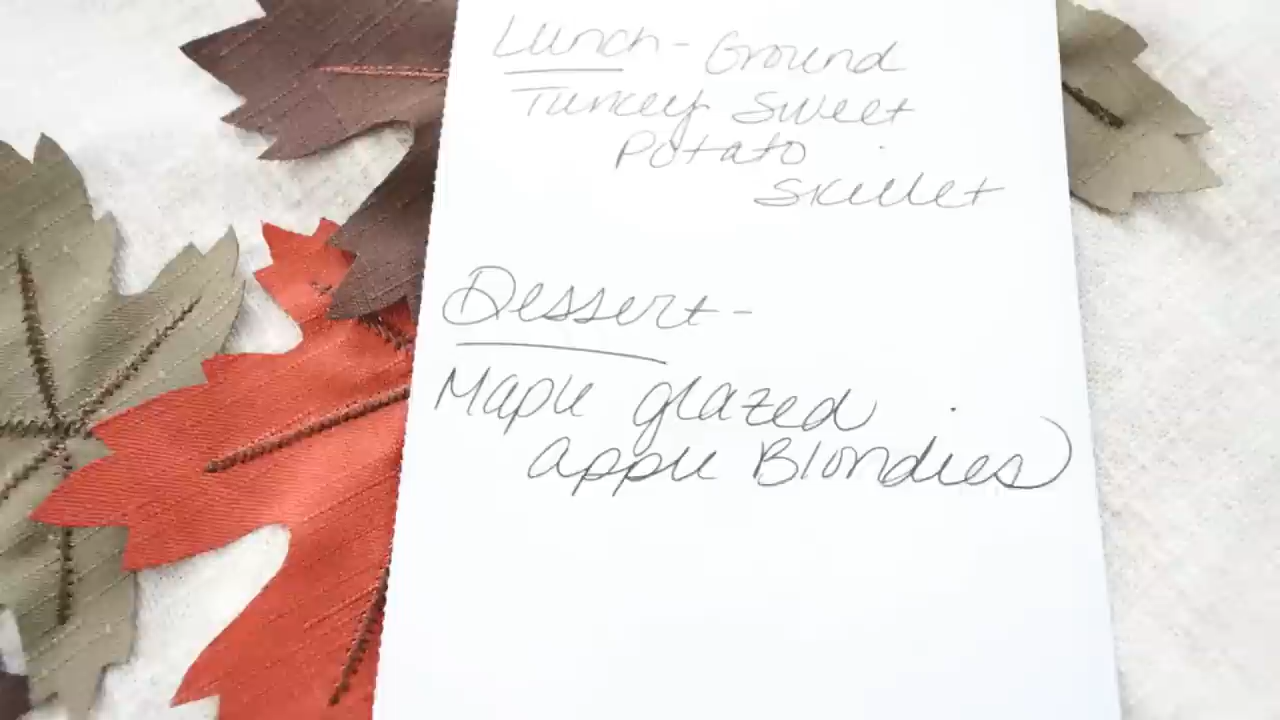 Lunch - Ground
Turkey Sweet
Potato
Skillet
Dessert -
Maple glazed
apple Blondies